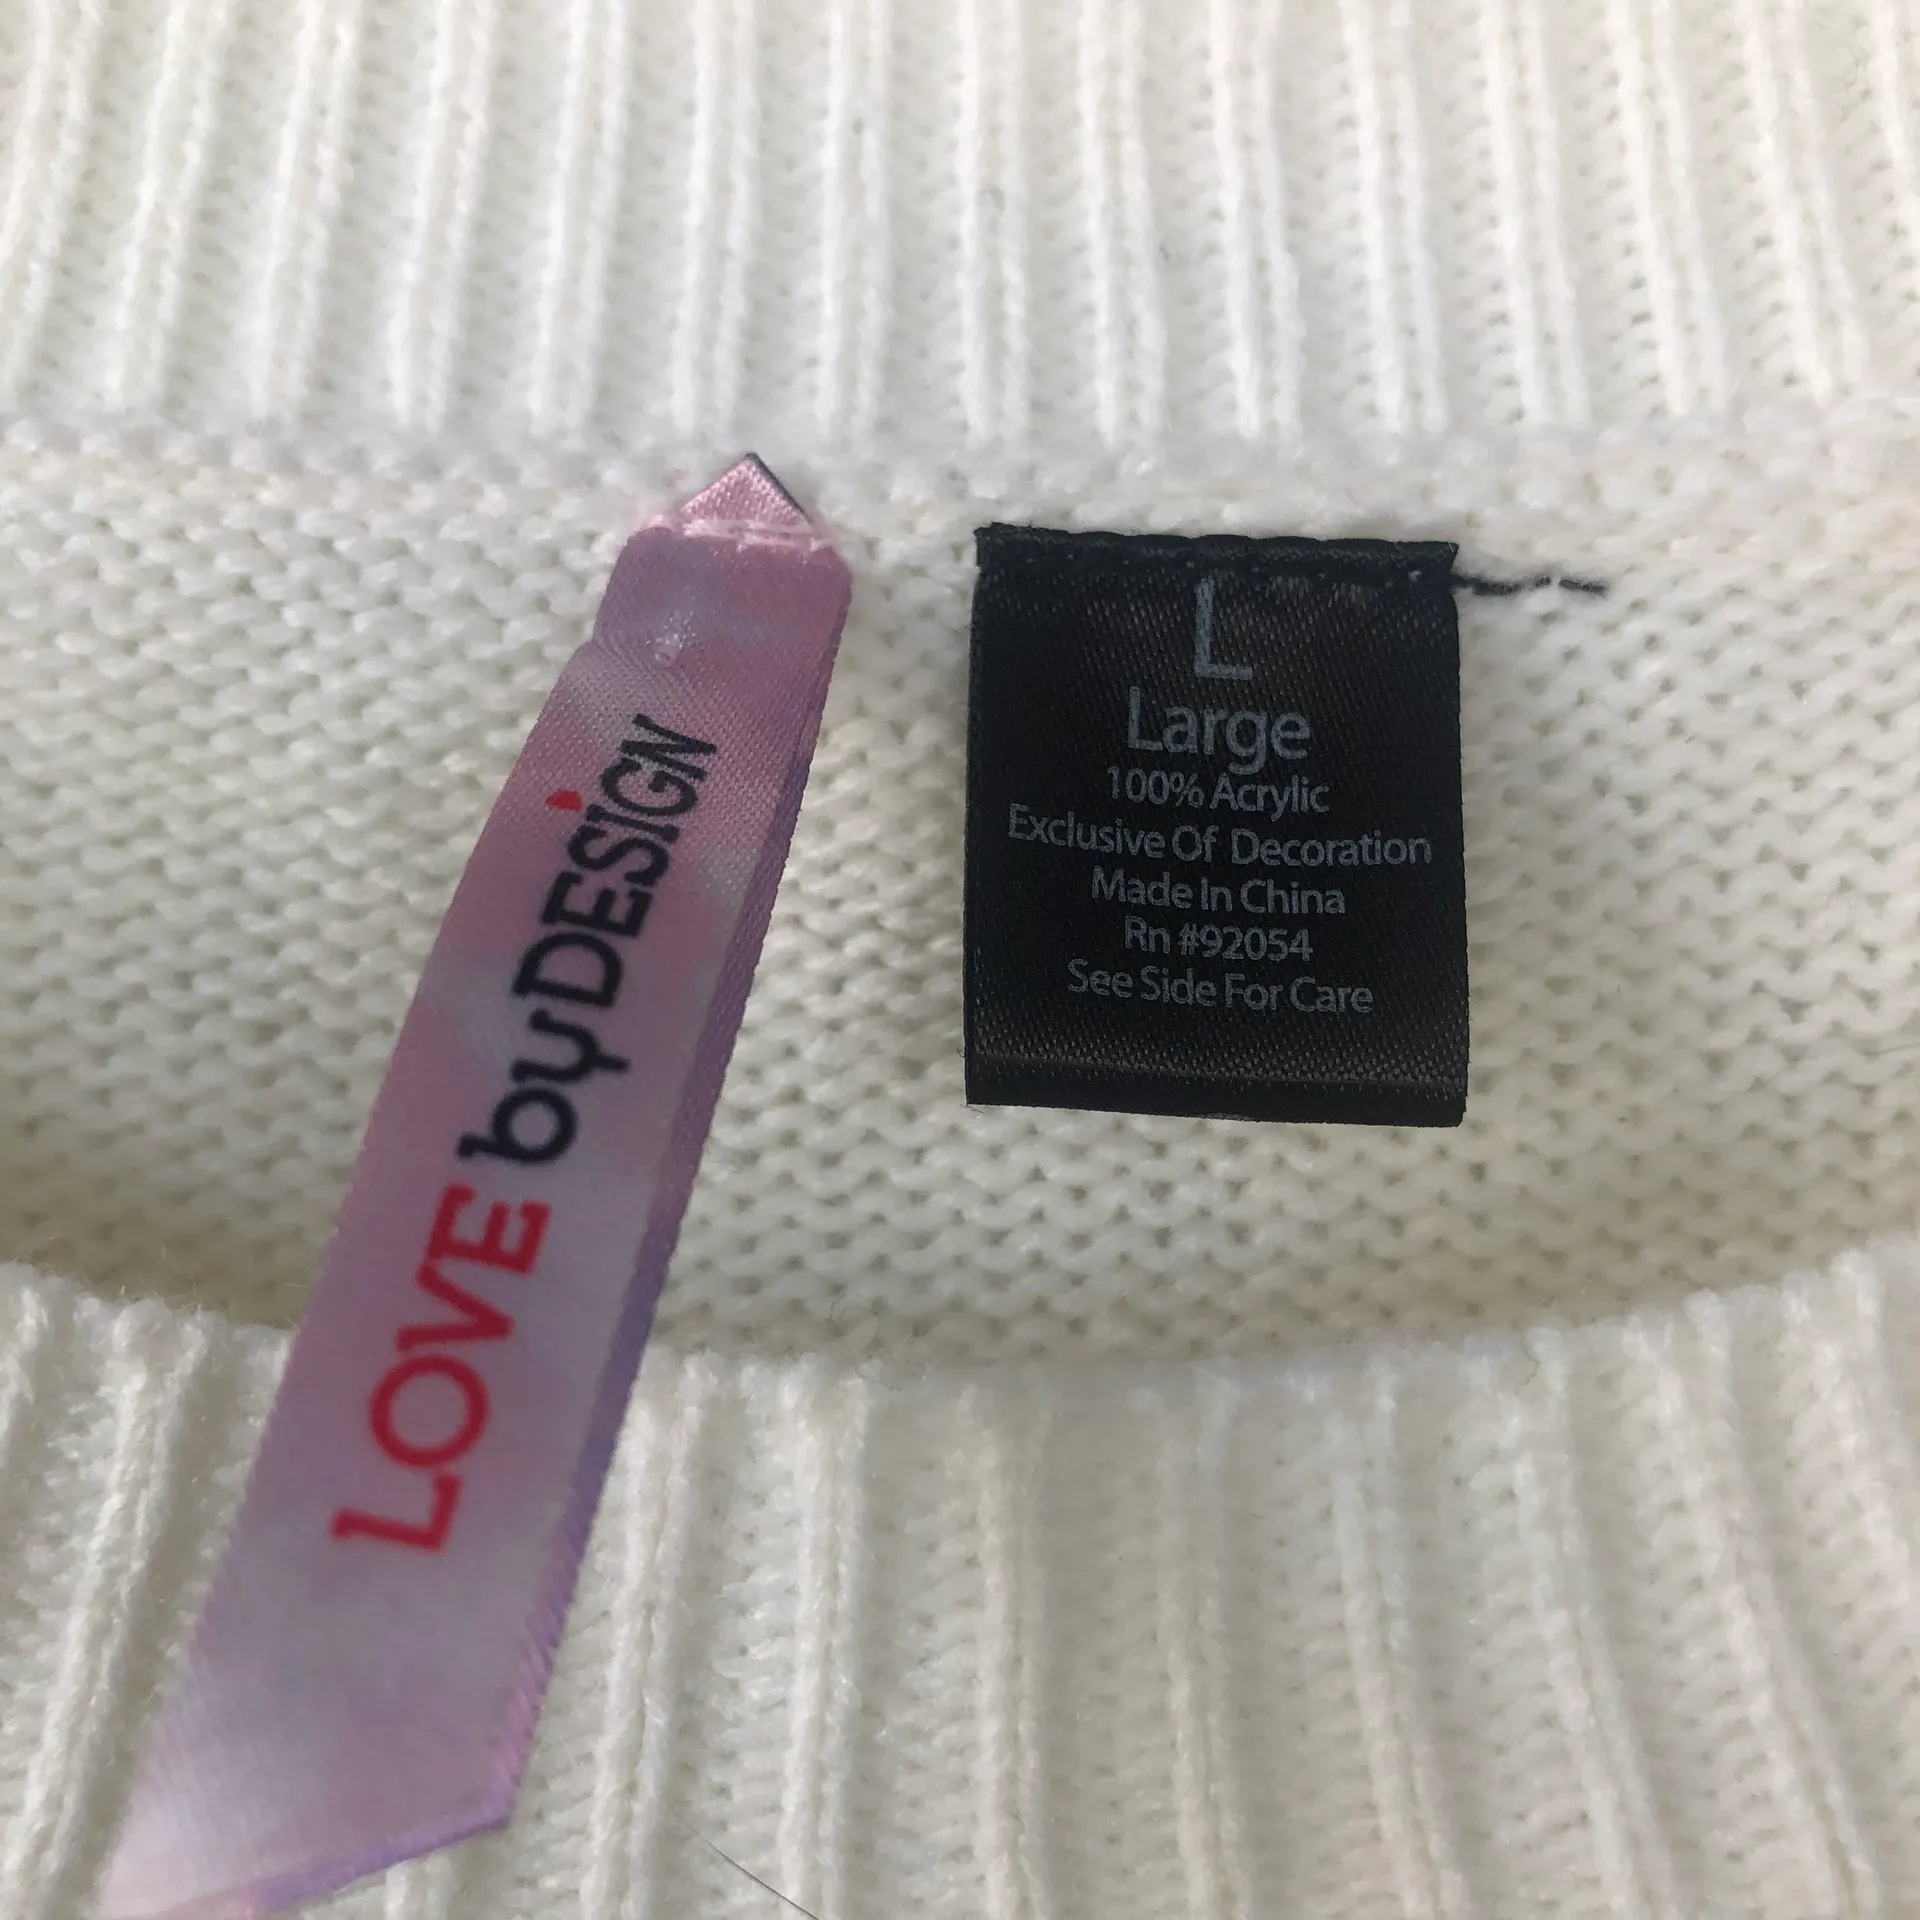 LOVE byDESIGN
L
Large
100% Acrylic
Exclusive Of Decoration
Made In China
Rn #92054
See Side For Care